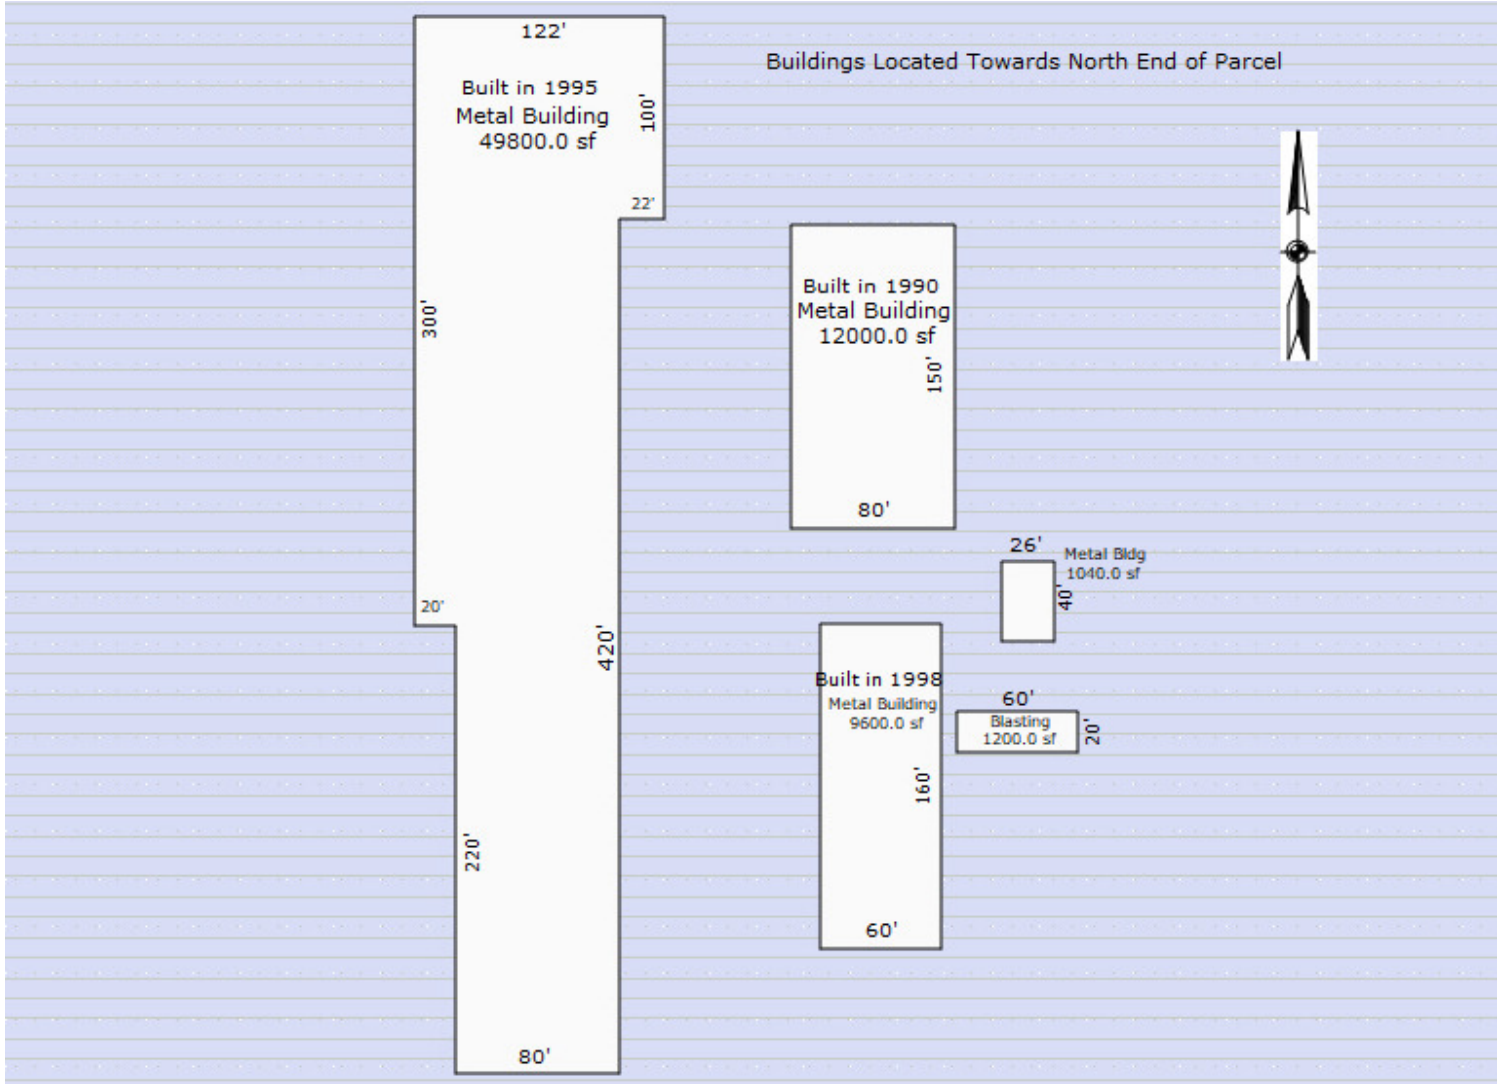 122'
Built in 1995
Metal Building
49800.0 sf
100'
22'
300'
20'
420'
220'
80'
Buildings Located Towards North End of Parcel
Built in 1990
Metal Building
12000.0 sf
150'
80'
26'
Metal Bldg
1040.0 sf
40'
Built in 1998
Metal Building
9600.0 sf
160'
60'
60'
Blasting
1200.0 sf
20'